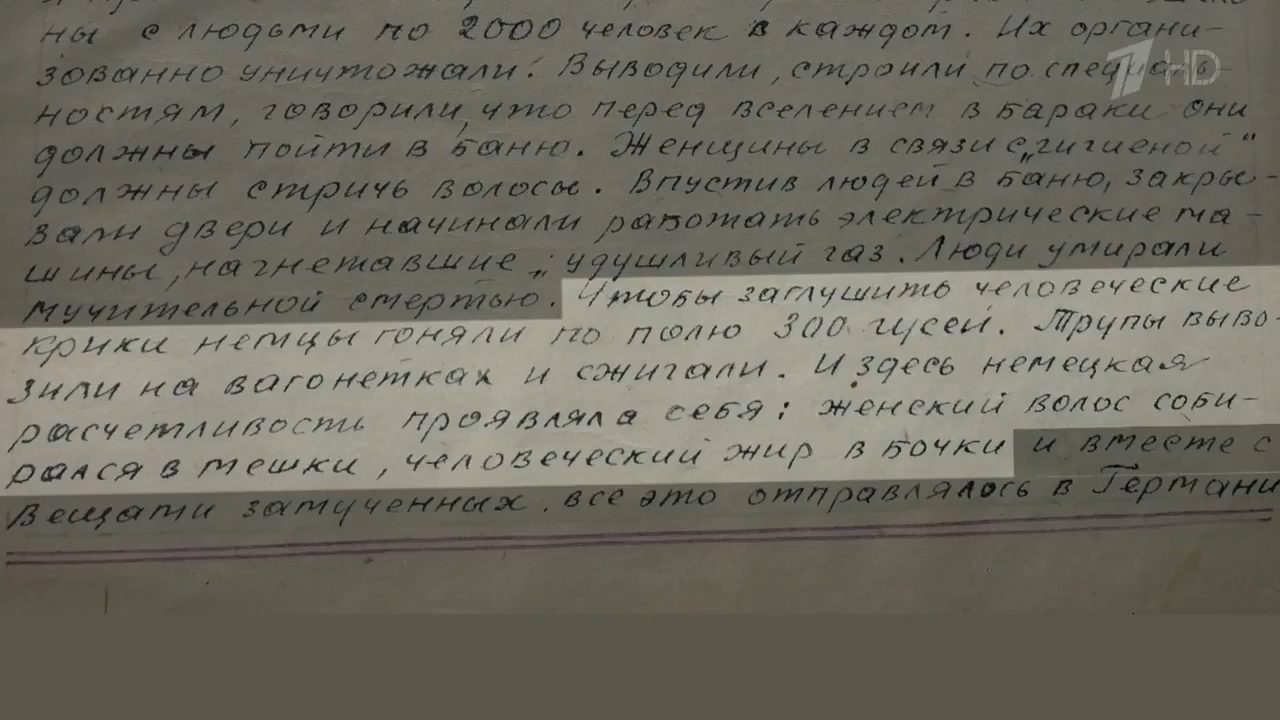 ны с людьми по 2000 человек в каждом. Их органи-
зованно уничтожали. Выводили, строили по специаль-
ностям, говорили, что перед вселением в бараки они
должны пойти в баню. Женщины в связи с „гигиеной"
должны стричь волосы. Впустив людей в баню, закры-
вали двери и начинали работать электрические ма-
шины, нагнетавшие „ удушливый газ. Люди умирали
мучительной смертью. Чтобы заглушить человеческие
крики немцы гоняли по полю 300 гусей. Трупы выво-
зили на вагонетках и сжигали. И здесь немецкая
расчетливость проявляла себя: женский волос соби-
рался в мешки, человеческий жир в бочки и вместе с
вещами замученных все это отправлялось в Германи
1 HD